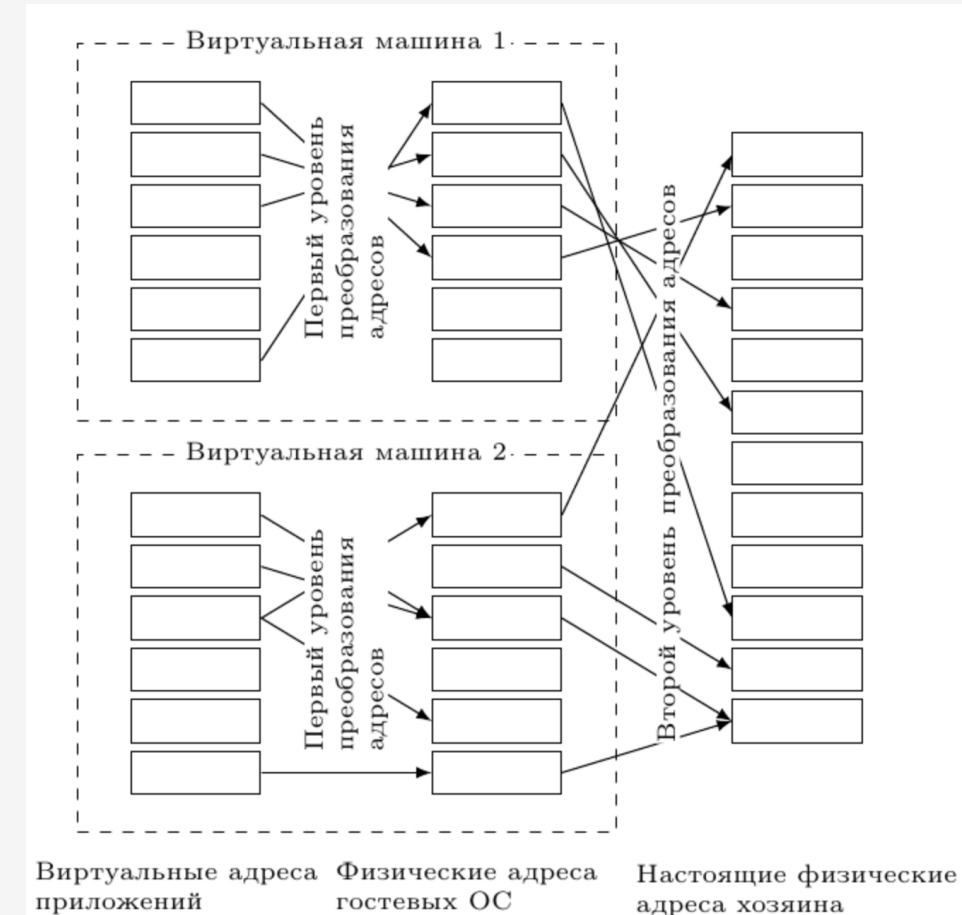 Виртуальная машина 1
Первый уровень
преобразования
адресов
Второй уровень преобразования адресов
Виртуальная машина 2
Первый уровень
преобразования
адресов
Виртуальные адреса
приложений
Физические адреса
гостевых ОС
Настоящие физические
адреса хозяина